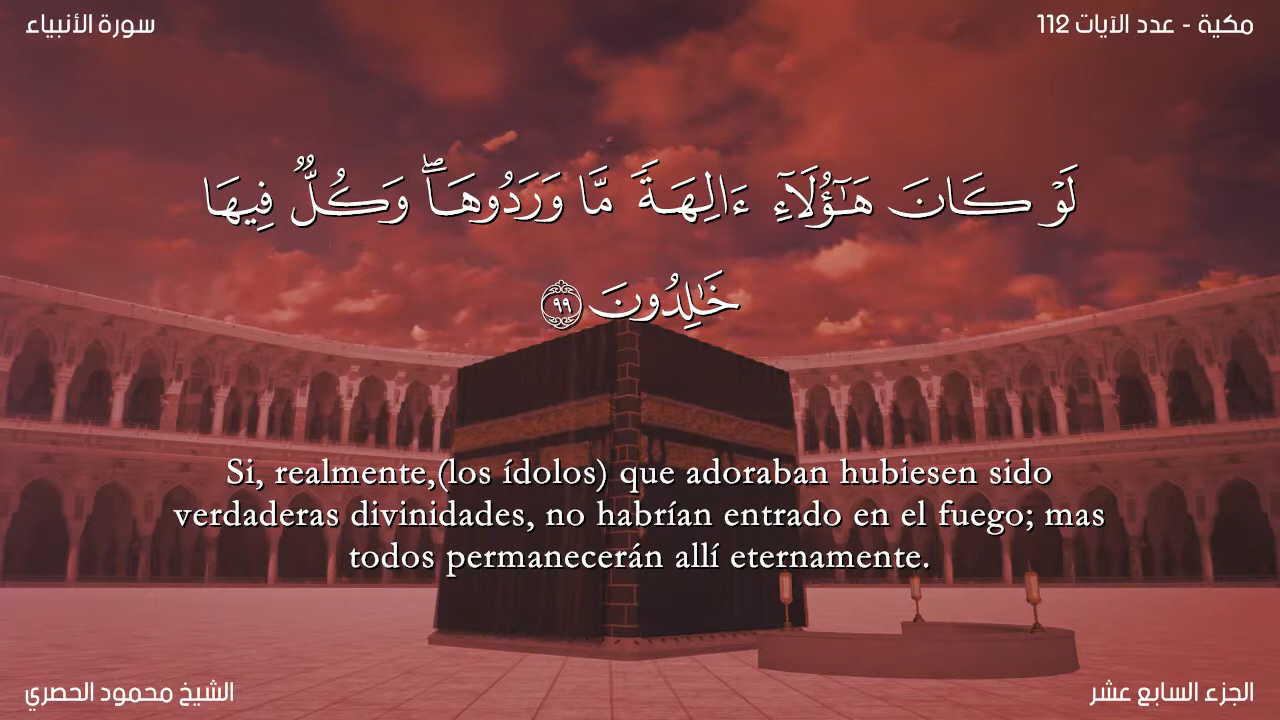 مكية - عدد الآيات 112
سورة الأنبياء
لَوْ كَانَ هَٰٓؤُلَآءِ ءَالِهَةً مَّا وَرَدُوهَا ۖ وَكُلٌّ فِيهَا
خَٰلِدُونَ ٩٩
Si, realmente,(los ídolos) que adoraban hubiesen sido
verdaderas divinidades, no habrían entrado en el fuego; mas
todos permanecerán allí eternamente.
الجزء السابع عشر
الشيخ محمود الحصري